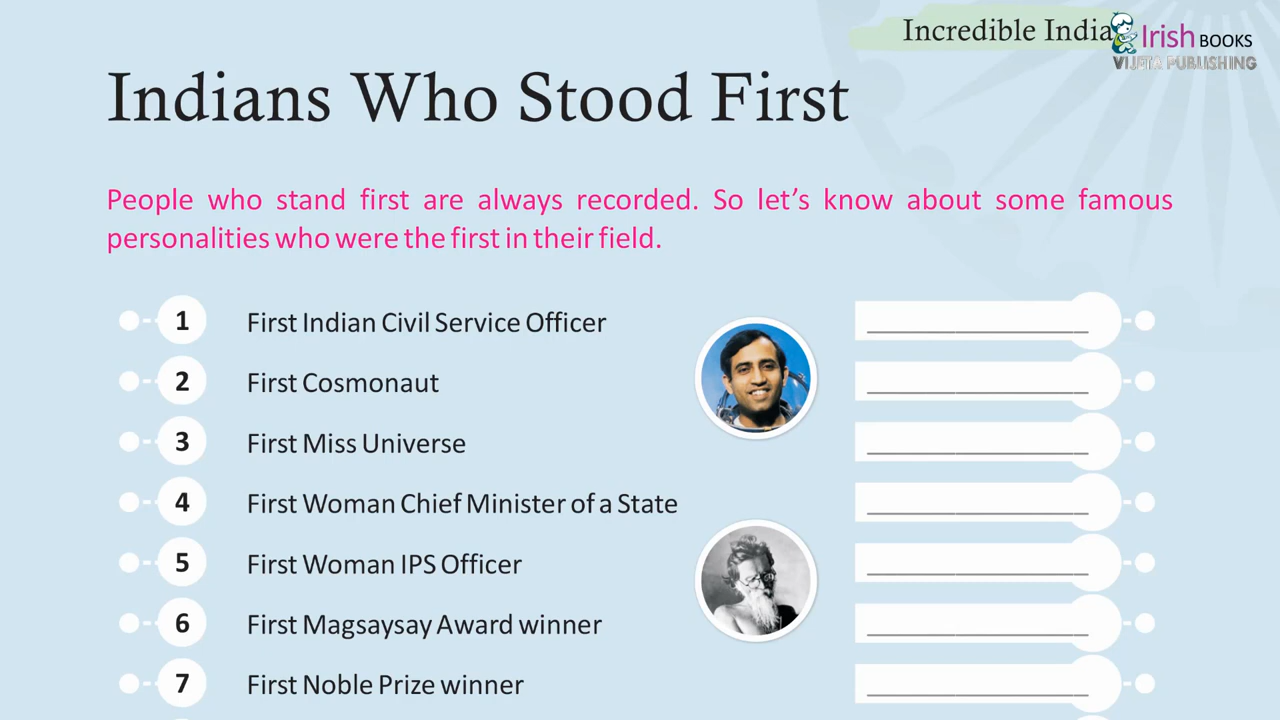 Incredible India
Irish BOOKS
VIJETA PUBLISHING
Indians Who Stood First
People who stand first are always recorded. So let’s know about some famous
personalities who were the first in their field.
1 First Indian Civil Service Officer
2 First Cosmonaut
3 First Miss Universe
4 First Woman Chief Minister of a State
5 First Woman IPS Officer
6 First Magsaysay Award winner
7 First Noble Prize winner